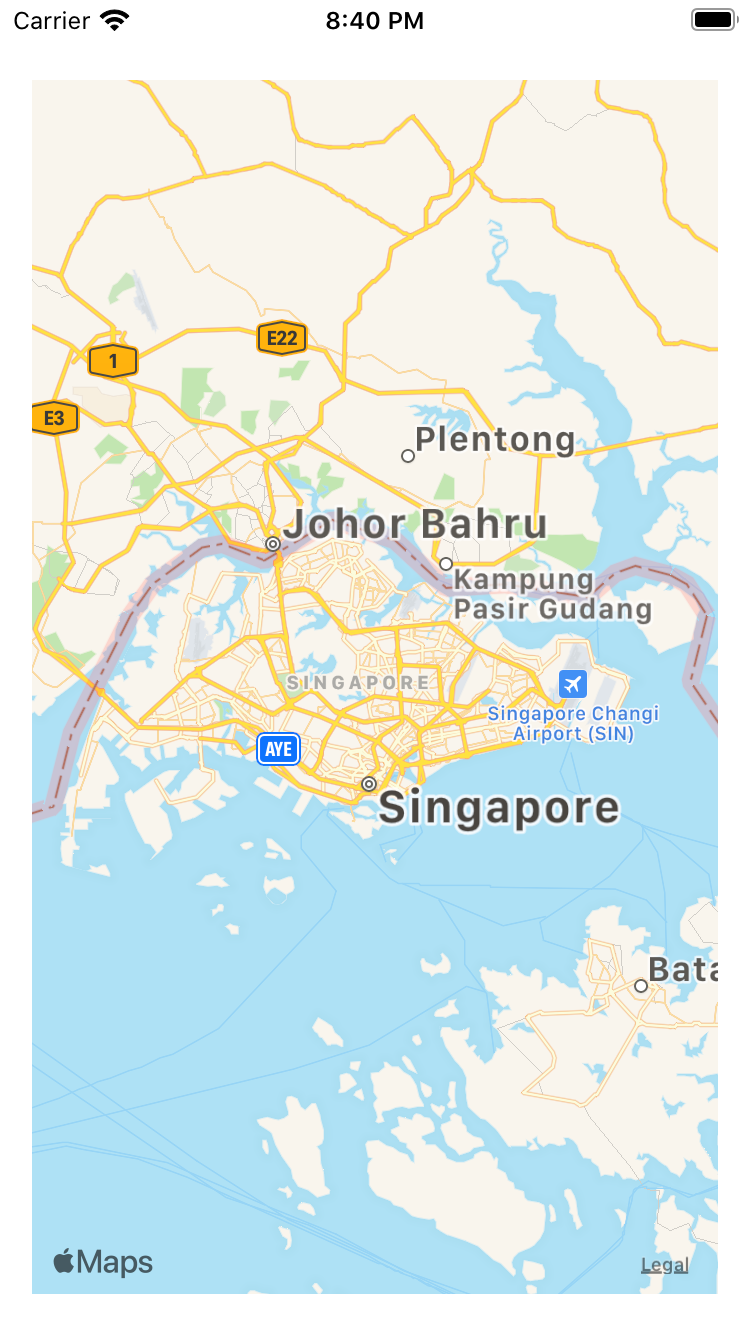 Carrier
8:40 PM
E22
1
E3
Plentong
Johor Bahru
Kampung
Pasir Gudang
SINGAPORE
Singapore Changi
Airport (SIN)
AYE
Singapore
Bata
Maps
Legal